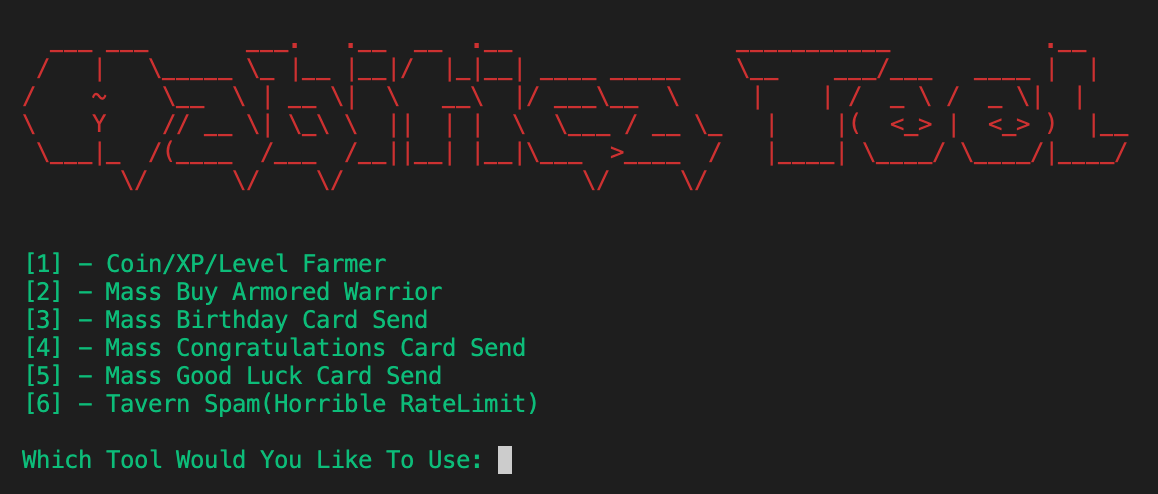 Habitica Tool
[1] - Coin/XP/Level Farmer
[2] - Mass Buy Armored Warrior
[3] - Mass Birthday Card Send
[4] - Mass Congratulations Card Send
[5] - Mass Good Luck Card Send
[6] - Tavern Spam(Horrible RateLimit)
Which Tool Would You Like To Use: